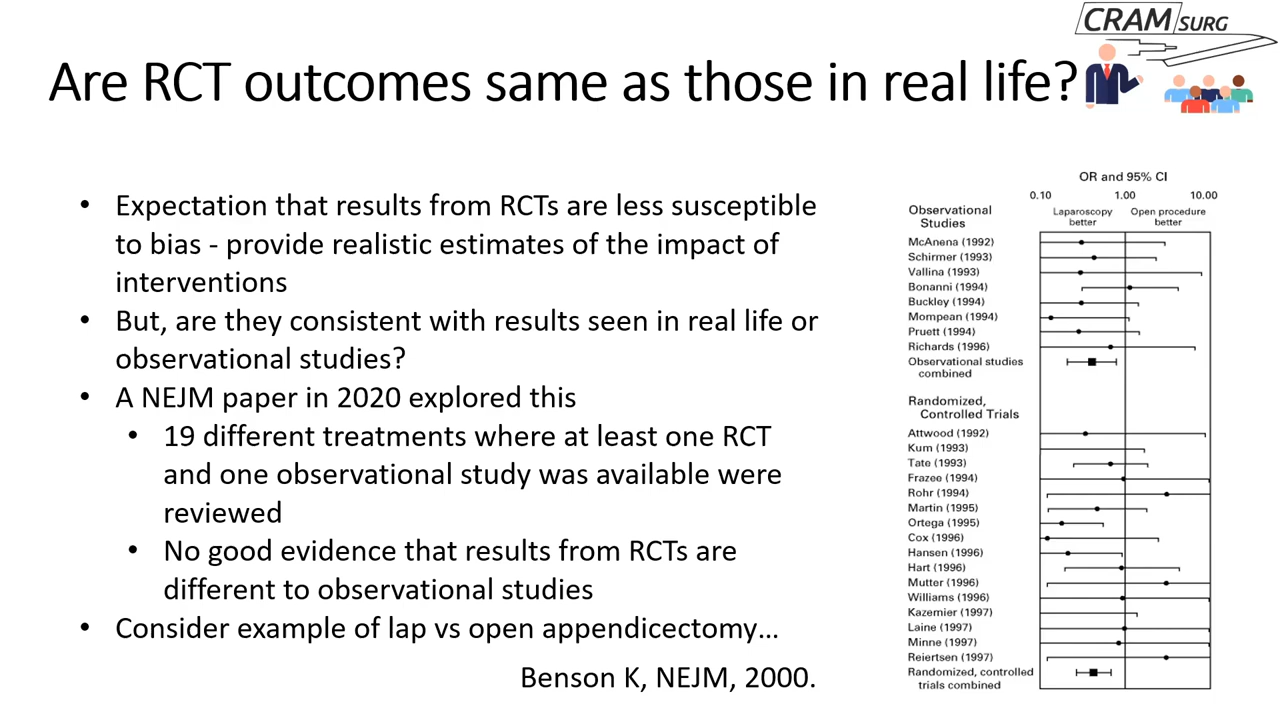 CRAM SURG
Are RCT outcomes same as those in real life?
• Expectation that results from RCTs are less susceptible
to bias - provide realistic estimates of the impact of
interventions
• But, are they consistent with results seen in real life or
observational studies?
• A NEJM paper in 2020 explored this
• 19 different treatments where at least one RCT
and one observational study was available were
reviewed
• No good evidence that results from RCTs are
different to observational studies
• Consider example of lap vs open appendicectomy…
Benson K, NEJM, 2000.
OR and 95% CI
0.10 1.00 10.00
Observational
Studies
Laparoscopy
better
Open procedure
better
McAnena (1992)
Schirmer (1993)
Vallina (1993)
Bonanni (1994)
Buckley (1994)
Mompean (1994)
Pruett (1994)
Richards (1996)
Observational studies
combined
Randomized,
Controlled Trials
Attwood (1992)
Kum (1993)
Tate (1993)
Frazee (1994)
Rohr (1994)
Martin (1995)
Ortega (1995)
Cox (1996)
Hansen (1996)
Hart (1996)
Mutter (1996)
Williams (1996)
Kazemier (1997)
Laine (1997)
Minne (1997)
Reiertsen (1997)
Randomized, controlled
trials combined